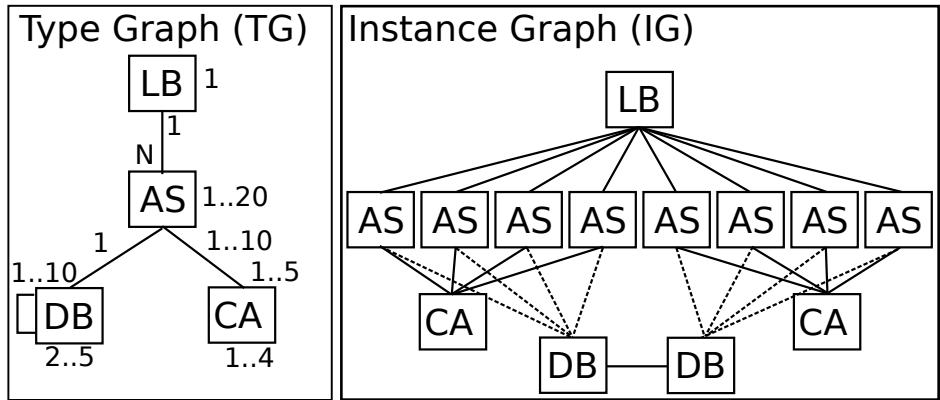 Type Graph (TG)
LB 1
1
N
AS 1..20
1 1..10
1..10 1..5
DB CA
2..5 1..4
Instance Graph (IG)
LB
AS AS AS AS AS AS AS AS
CA CA
DB DB